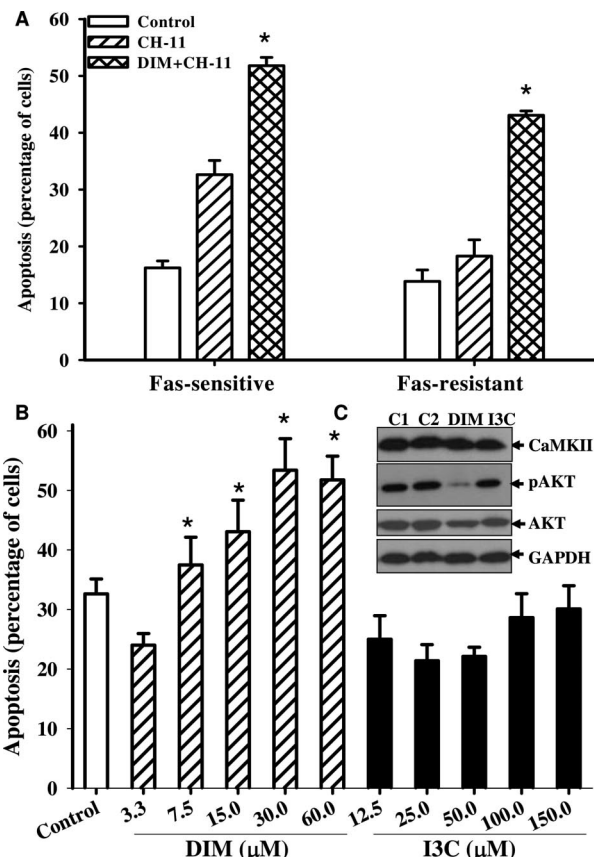 A
60
50
40
30
20
10
0
Apoptosis (percentage of cells)
Control
CH-11
DIM+CH-11
*
*
Fas-sensitive
Fas-resistant
B
60
50
40
30
20
10
0
Apoptosis (percentage of cells)
*
*
*
*
C
C1 C2 DIM I3C
CaMKII
pAKT
AKT
GAPDH
Control
3.3
7.5
15.0
30.0
60.0
12.5
25.0
50.0
100.0
150.0
DIM (μM)
I3C (μM)